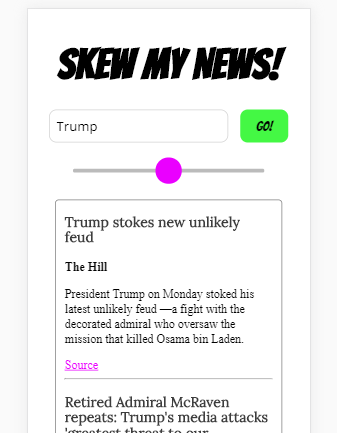 SKEW MY NEWS!
Trump
GO!
Trump stokes new unlikely
feud
The Hill
President Trump on Monday stoked his
latest unlikely feud —a fight with the
decorated admiral who oversaw the
mission that killed Osama bin Laden.
Source
Retired Admiral McRaven
repeats: Trump's media attacks
'greatest threat to our